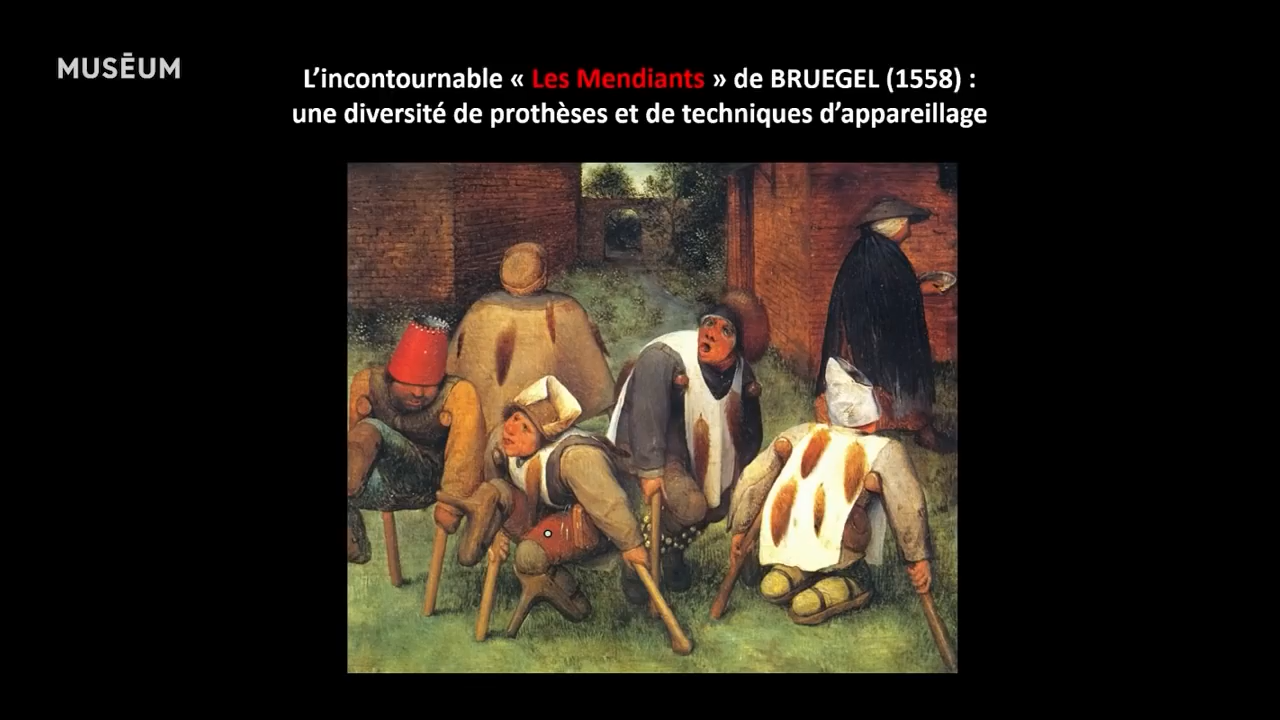 MUSĒUM
L'incontournable « Les Mendiants » de BRUEGEL (1558) :
une diversité de prothèses et de techniques d'appareillage